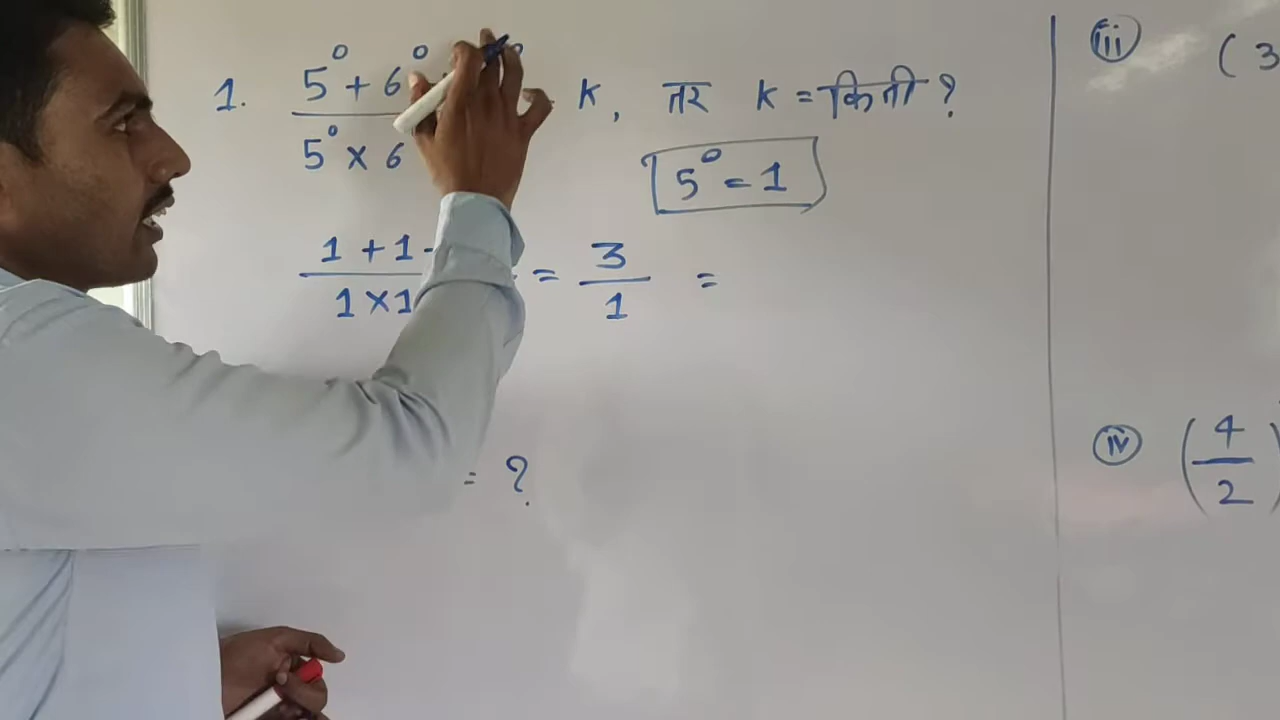 1. 5⁰ + 6⁰ ⁰ K, तर K = किती ?
5⁰ × 6
5⁰ = 1
1 + 1 = 3 =
1 × 1 1
= ?
iii ( 3
iv ( 4
2 )